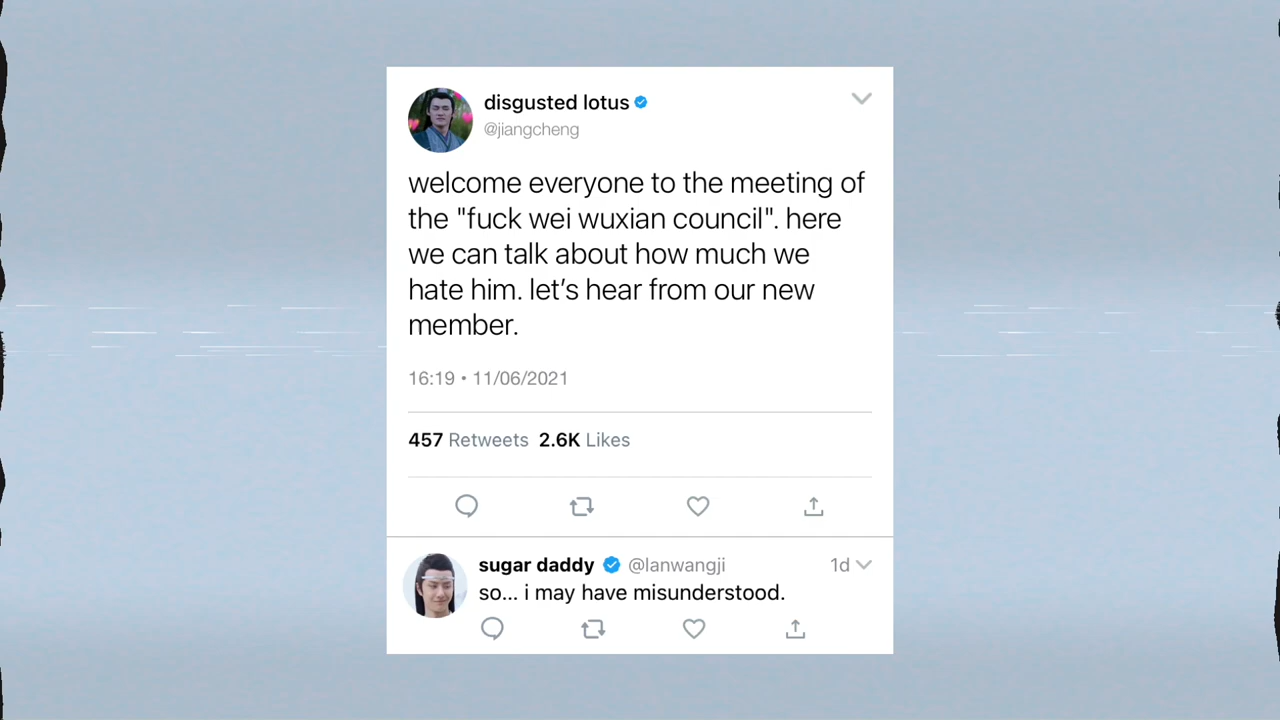 disgusted lotus
@jiangcheng
welcome everyone to the meeting of
the "fuck wei wuxian council". here
we can talk about how much we
hate him. let’s hear from our new
member.
16:19 • 11/06/2021
457 Retweets 2.6K Likes
sugar daddy @lanwangji 1d
so... i may have misunderstood.